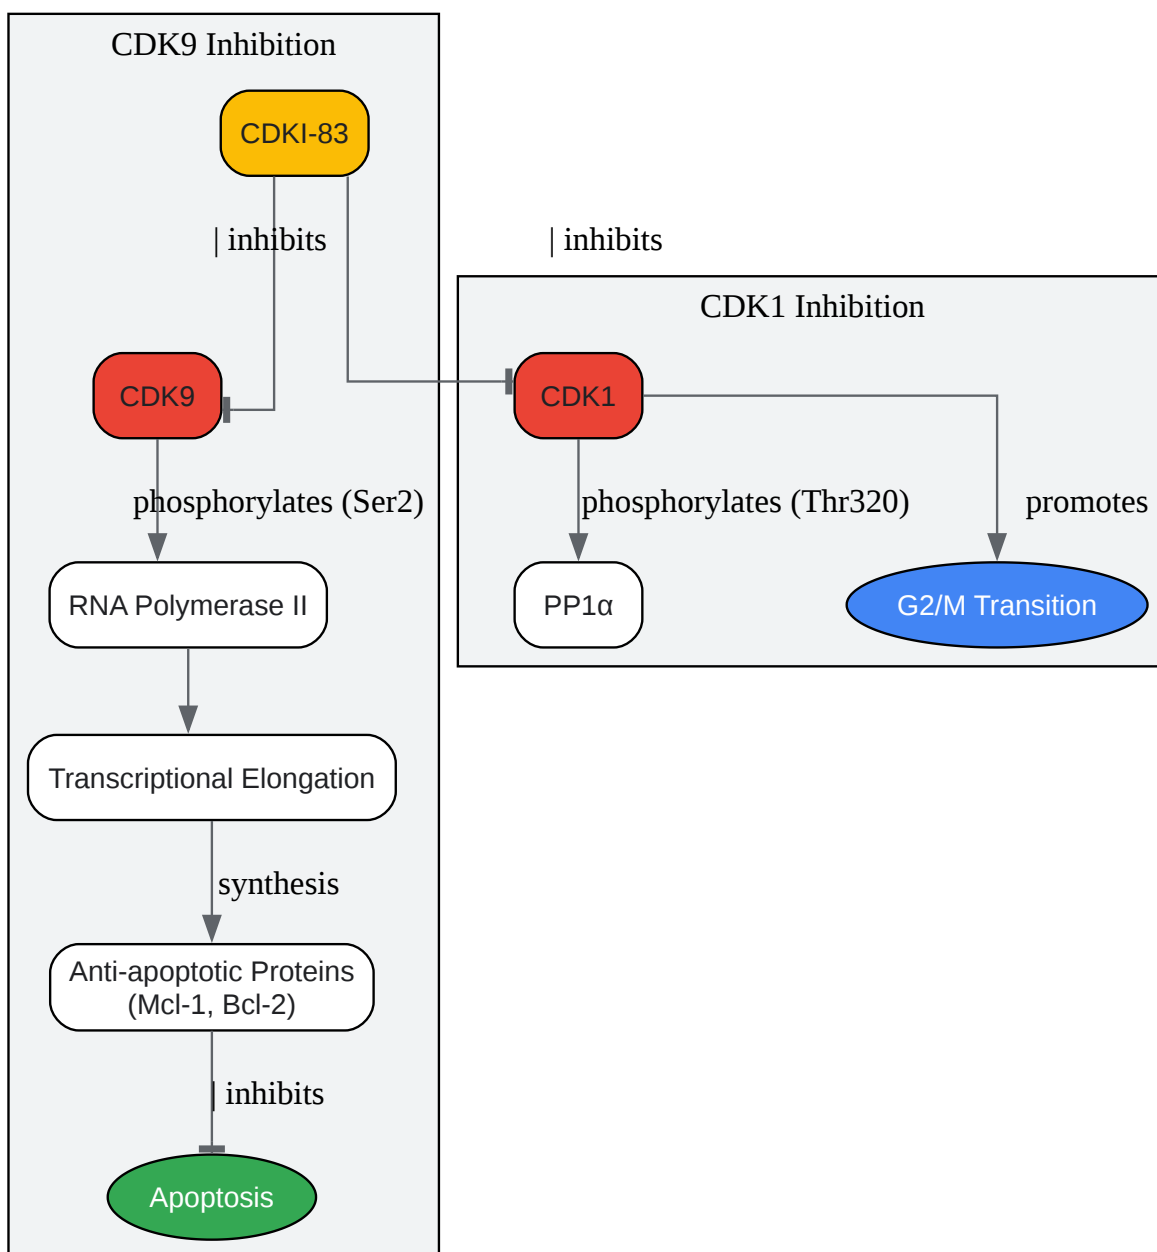 CDK9 Inhibition
CDKI-83
| inhibits
| inhibits
CDK1 Inhibition
CDK9
CDK1
phosphorylates (Ser2)
phosphorylates (Thr320)
promotes
RNA Polymerase II
PP1α
G2/M Transition
Transcriptional Elongation
synthesis
Anti-apoptotic Proteins
(Mcl-1, Bcl-2)
| inhibits
Apoptosis